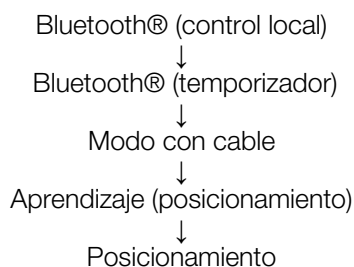 Bluetooth® (control local)
↓
Bluetooth® (temporizador)
↓
Modo con cable
↓
Aprendizaje (posicionamiento)
↓
Posicionamiento